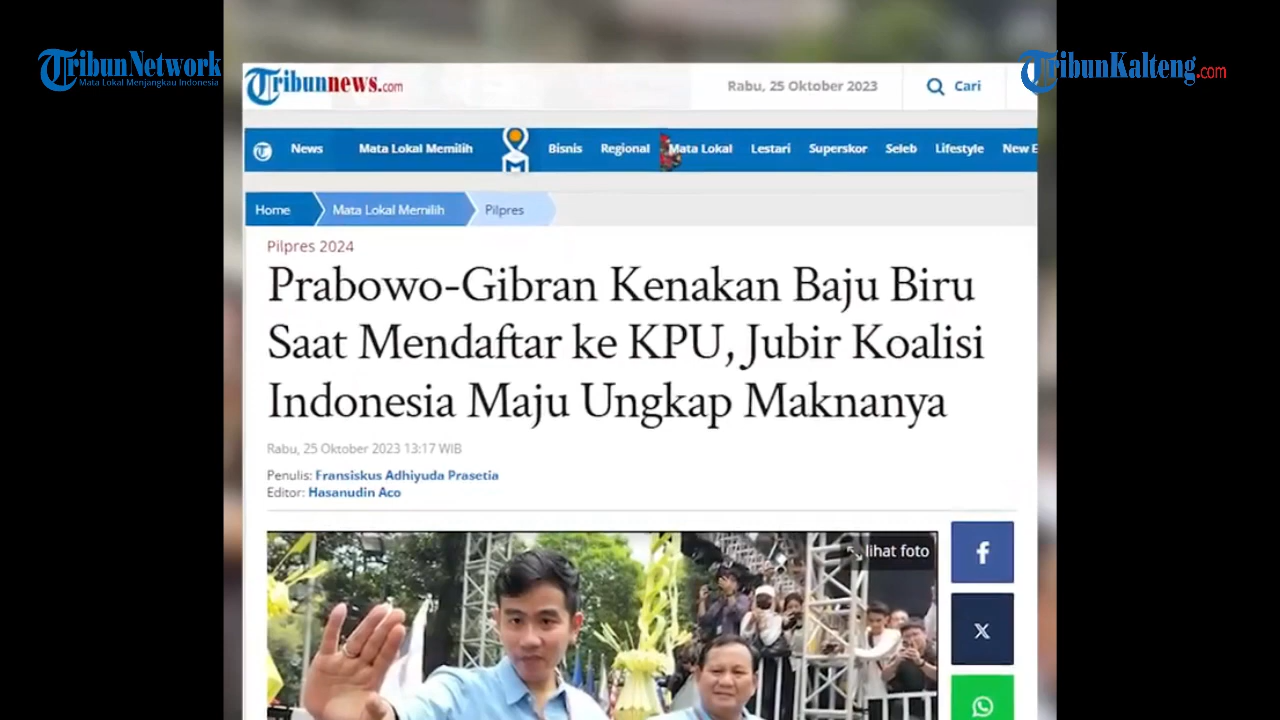 TribunNetwork
Mata Lokal Menjangkau Indonesia
TribunKalteng.com
Tribunnews.com
Rabu, 25 Oktober 2023
Cari
News Mata Lokal Memilih Bisnis Regional Mata Lokal Lestari Superskor Seleb Lifestyle New E
Home Mata Lokal Memilih Pilpres
Pilpres 2024
Prabowo-Gibran Kenakan Baju Biru
Saat Mendaftar ke KPU, Jubir Koalisi
Indonesia Maju Ungkap Maknanya
Rabu, 25 Oktober 2023 13:17 WIB
Penulis: Fransiskus Adhiyuda Prasetia
Editor: Hasanudin Aco
lihat foto